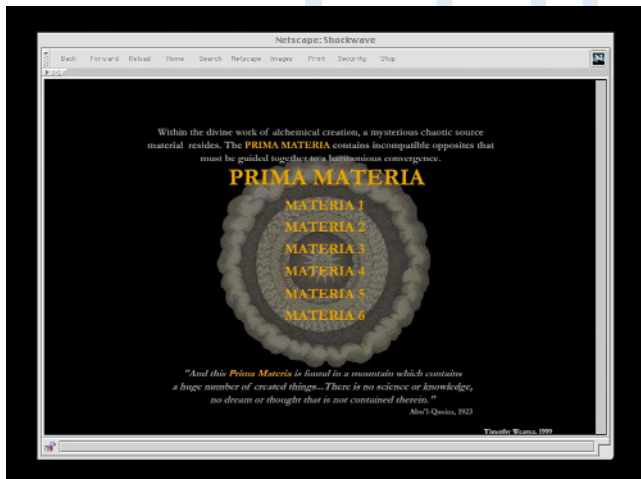 Netscape: Shockwave
Back Forward Reload Home Search Netscape Images Print Security Stop
N
Within the divine work of alchemical creation, a mysterious chaotic source
material resides. The PRIMA MATERIA contains incompatible opposites that
must be guided together to a harmonious convergence.
PRIMA MATERIA
MATERIA 1
MATERIA 2
MATERIA 3
MATERIA 4
MATERIA 5
MATERIA 6
"And this Prima Materia is found in a mountain which contains
a huge number of created things...There is no science or knowledge,
no dream or thought that is not contained therein."
Abu'l-Qasim, 1923
Timothy Weaver, 1999